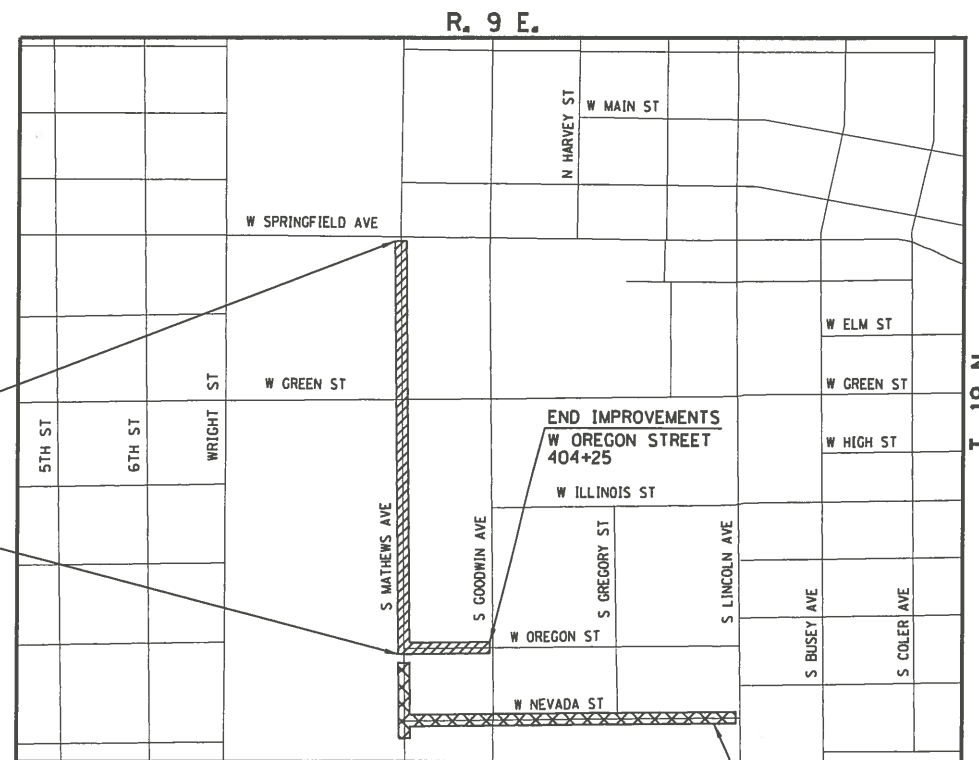 R. 9 E.
W MAIN ST
N HARVEY ST
W SPRINGFIELD AVE
W ELM ST
W GREEN ST
W GREEN ST
WRIGHT ST
5TH ST
6TH ST
END IMPROVEMENTS
W OREGON STREET
404+25
W HIGH ST
W ILLINOIS ST
S MATHEWS AVE
S GOODWIN AVE
S GREGORY ST
S LINCOLN AVE
W OREGON ST
S BUSEY AVE
S COLER AVE
W NEVADA ST